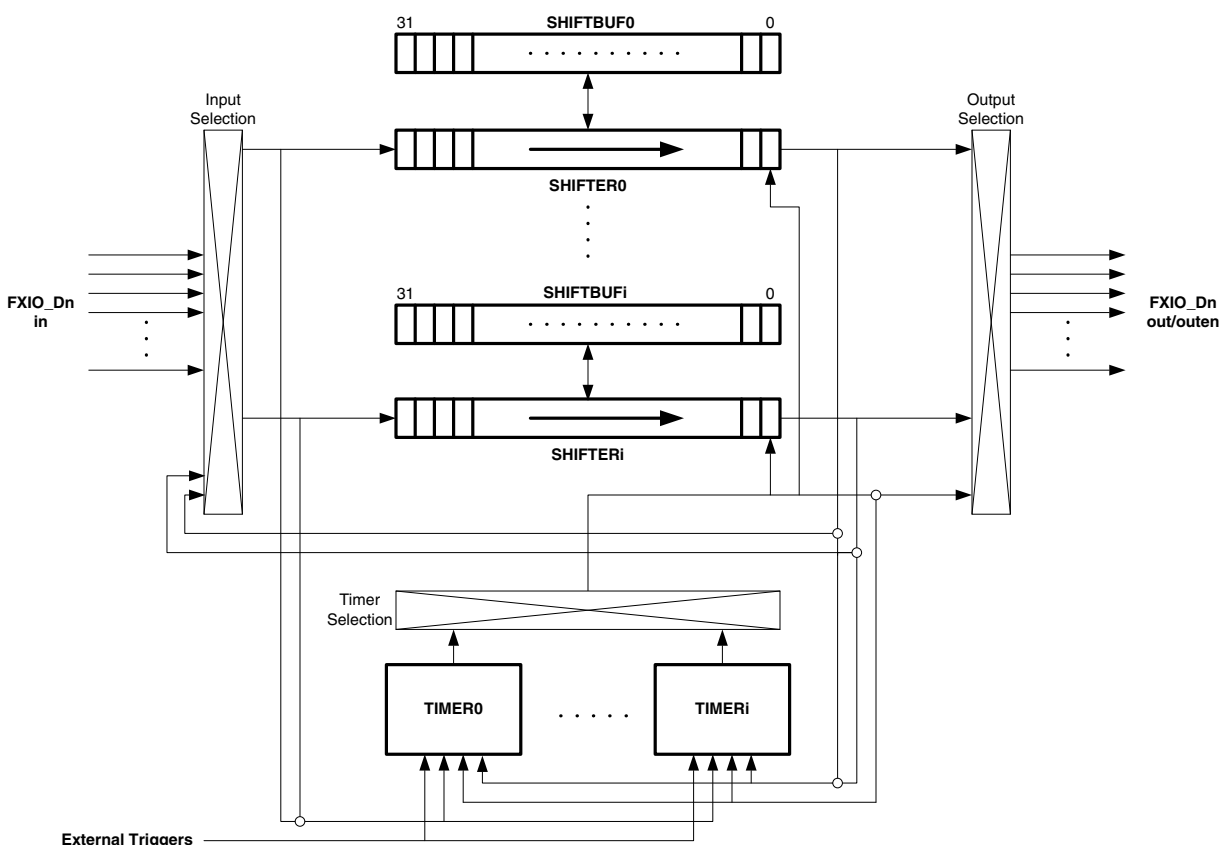 31 SHIFTBUF0 0
Input
Selection
Output
Selection
SHIFTER0
31 SHIFTBUFi 0
FXIO_Dn
in
FXIO_Dn
out/outen
SHIFTERi
Timer
Selection
TIMER0
TIMERi
External Triggers